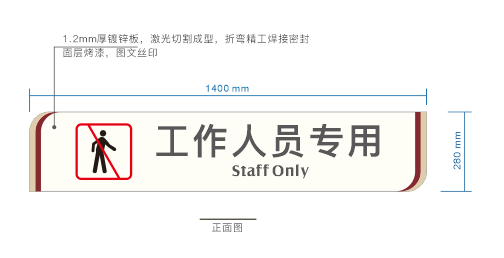 1.2mm厚镀锌板，激光切割成型，折弯精工焊接密封
面层烤漆，图文丝印
1400 mm
工作人员专用
Staff Only
280 mm
正面图